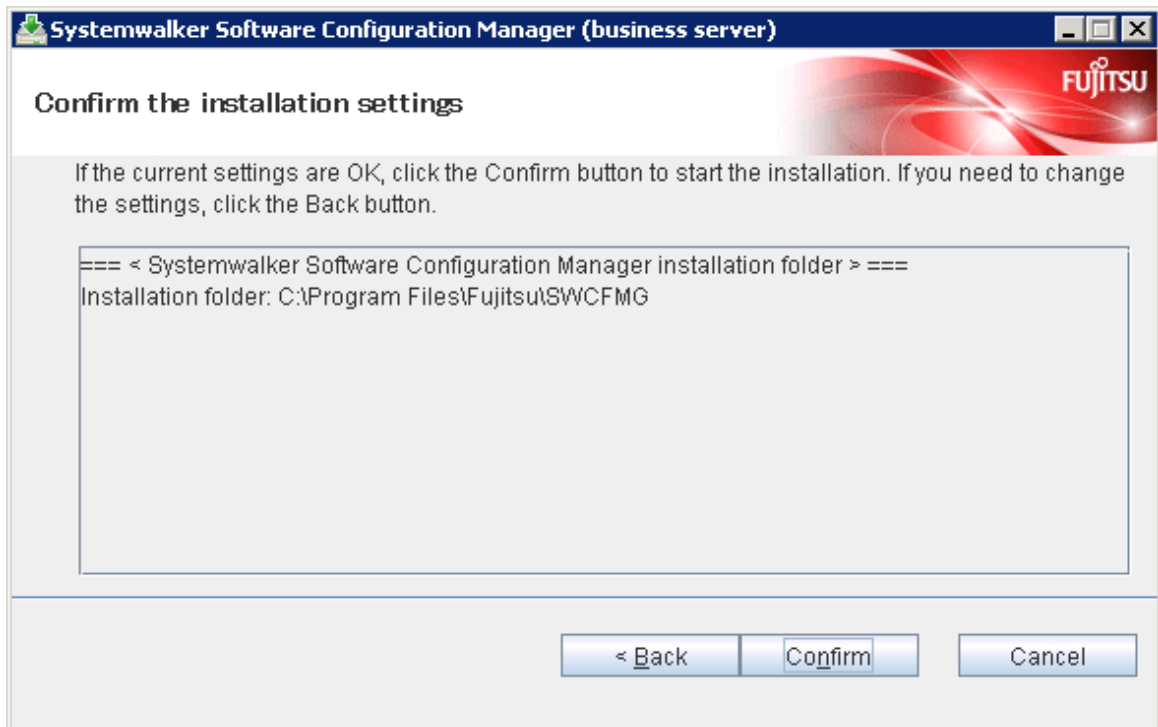 Systemwalker Software Configuration Manager (business server)
FUJITSU
Confirm the installation settings
If the current settings are OK, click the Confirm button to start the installation. If you need to change
the settings, click the Back button.
=== < Systemwalker Software Configuration Manager installation folder > ===
Installation folder: C:\Program Files\Fujitsu\SWCFMG
< Back
Confirm
Cancel